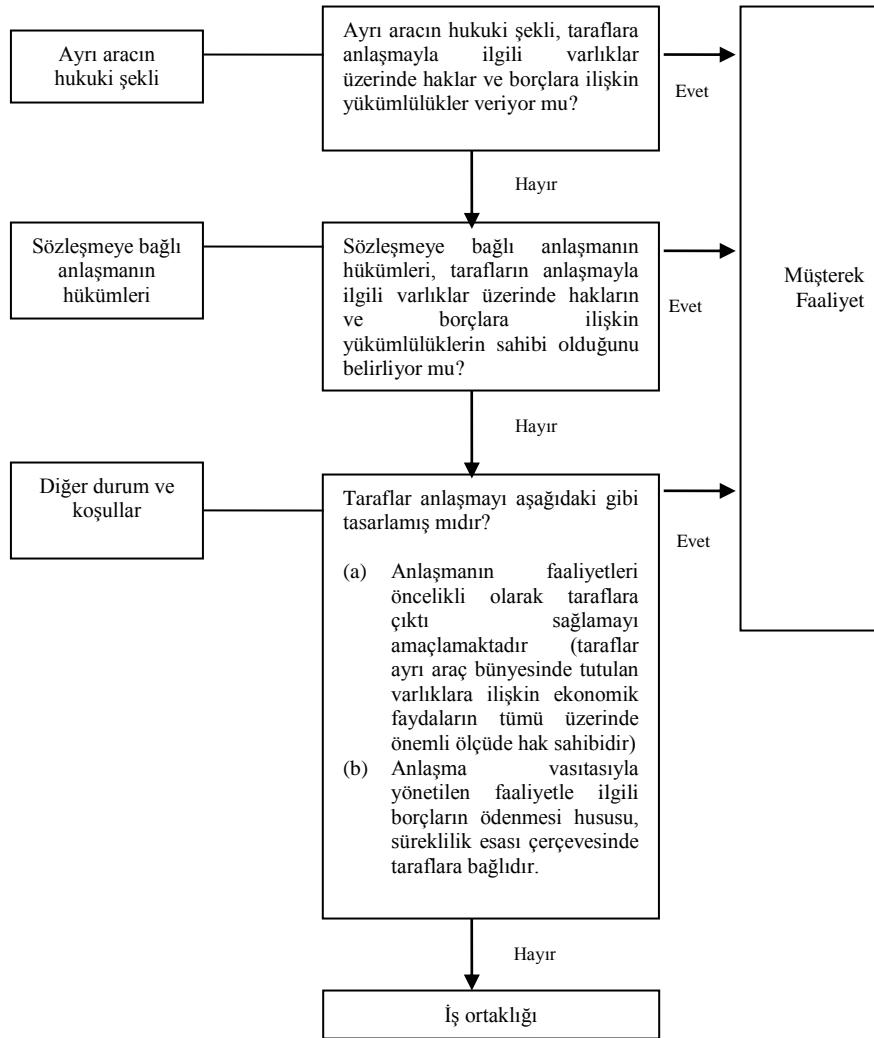 Ayrı aracın
hukuki şekli
Ayrı aracın hukuki şekli, taraflara
anlaşmayla ilgili varlıklar
üzerinde haklar ve borçlara ilişkin
yükümlülükler veriyor mu?
Evet
Hayır
Sözleşmeye bağlı
anlaşmanın
hükümleri
Sözleşmeye bağlı anlaşmanın
hükümleri, tarafların anlaşmayla
ilgili varlıklar üzerinde hakların
ve borçlara ilişkin
yükümlülüklerin sahibi olduğunu
belirliyor mu?
Evet
Müşterek
Faaliyet
Hayır
Diğer durum ve
koşullar
Taraflar anlaşmayı aşağıdaki gibi
tasarlamış mıdır?
Evet
(a) Anlaşmanın faaliyetleri
öncelikli olarak taraflara
çıktı sağlamayı
amaçlamaktadır (taraflar
ayrı araç bünyesinde tutulan
varlıklara ilişkin ekonomik
faydaların tümü üzerinde
önemli ölçüde hak sahibidir)
(b) Anlaşma vasıtasıyla
yönetilen faaliyetle ilgili
borçların ödenmesi hususu,
süreklilik esası çerçevesinde
taraflara bağlıdır.
Hayır
İş ortaklığı